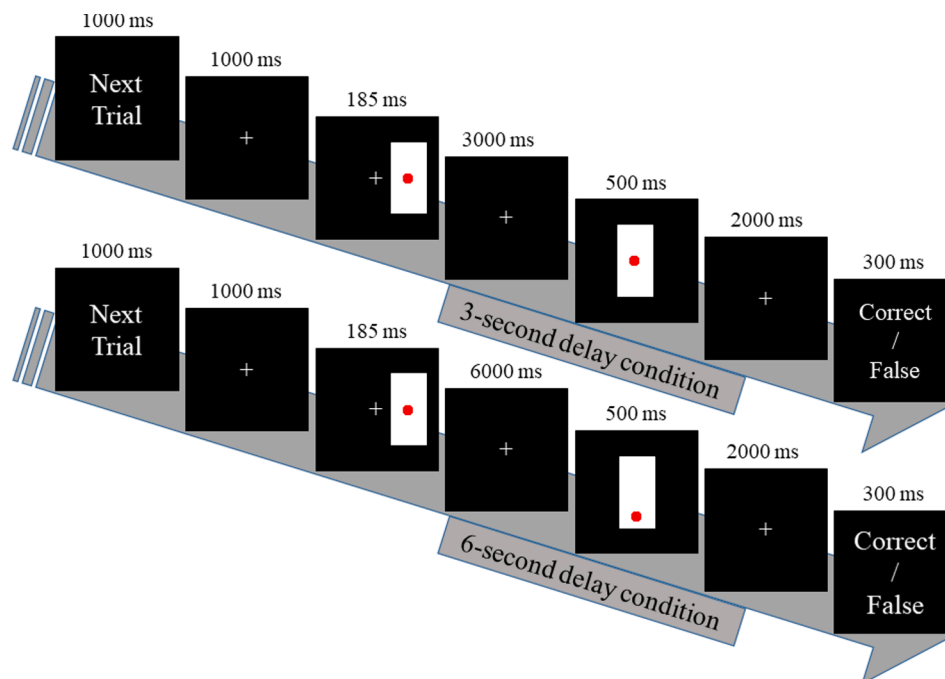 1000 ms
Next
Trial
1000 ms
185 ms
3000 ms
500 ms
2000 ms
300 ms
Correct
/
False
3-second delay condition
1000 ms
Next
Trial
1000 ms
185 ms
6000 ms
500 ms
2000 ms
300 ms
Correct
/
False
6-second delay condition